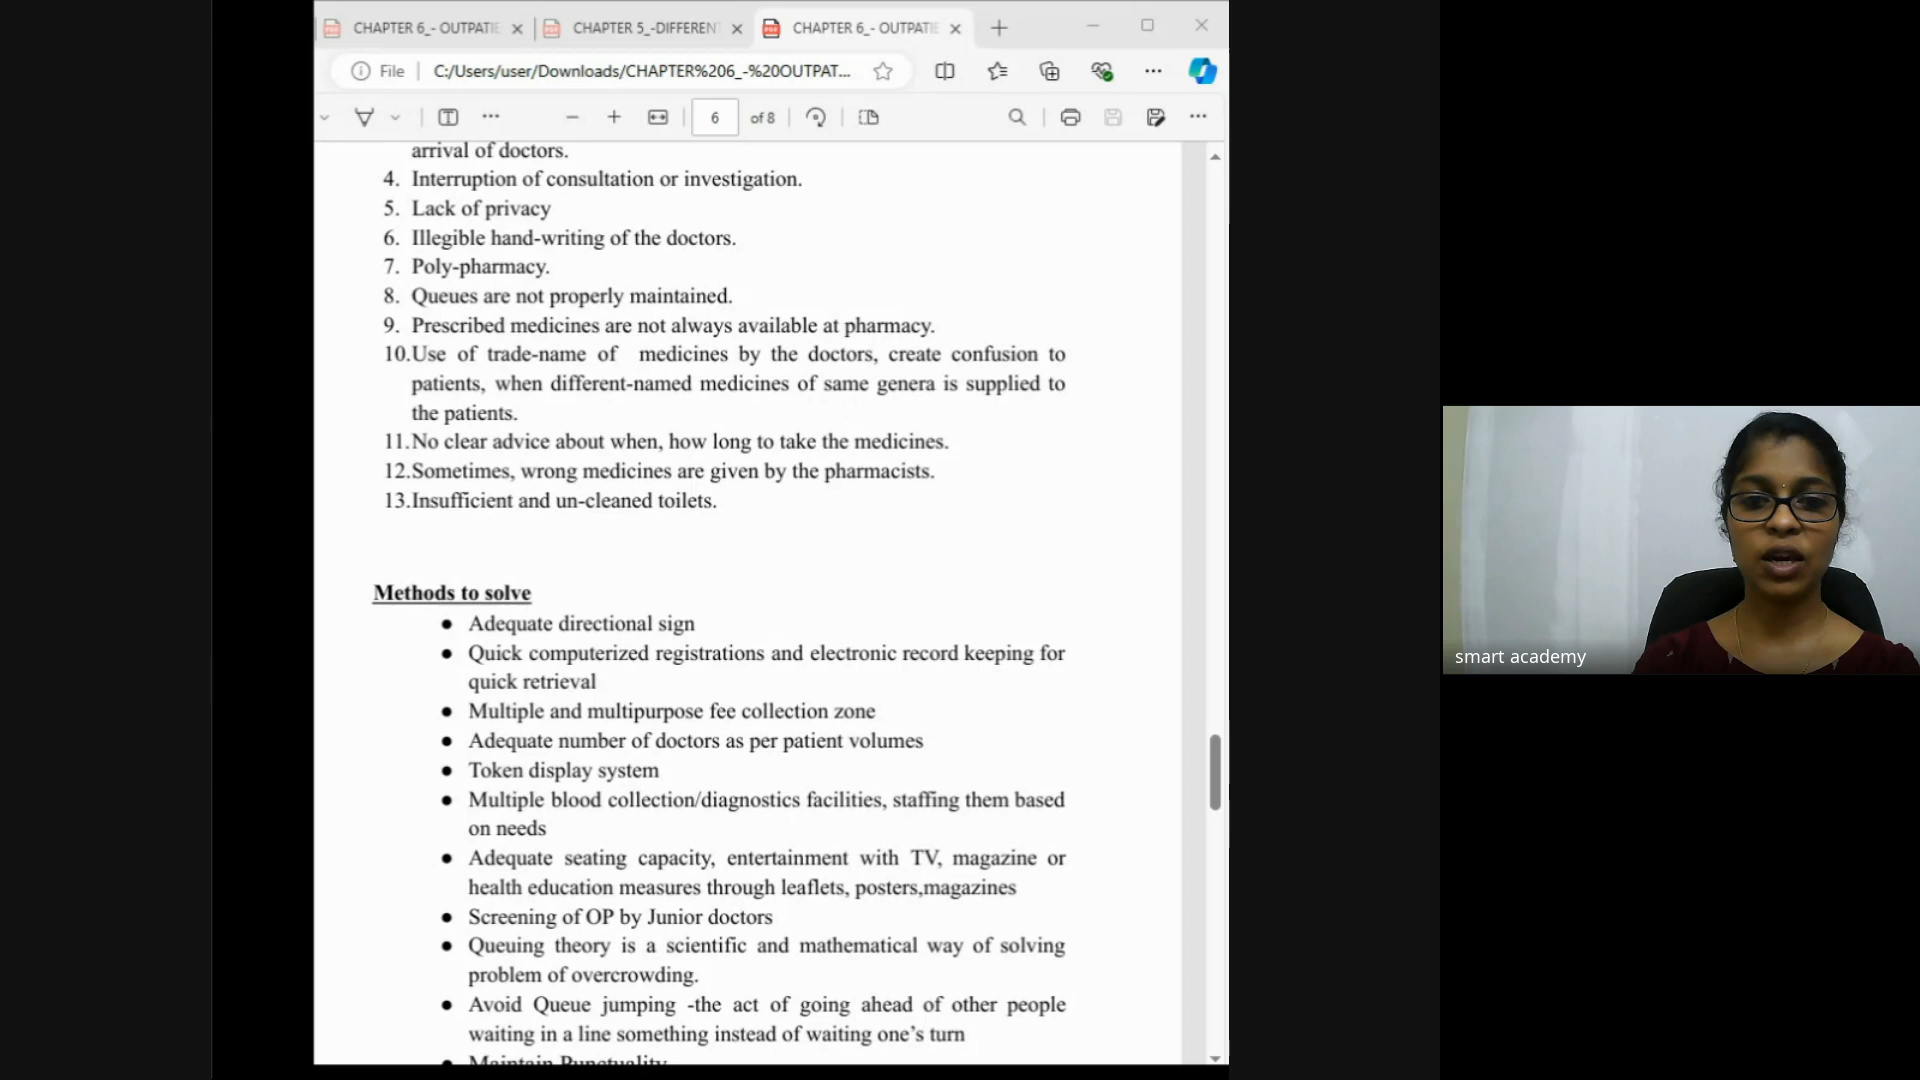 CHAPTER 6_- OUTPATIE
CHAPTER 5_-DIFFEREN
CHAPTER 6_- OUTPATIE
File
C:/Users/user/Downloads/CHAPTER%206_-%20OUTPAT...
6 of 8
arrival of doctors.
4. Interruption of consultation or investigation.
5. Lack of privacy
6. Illegible hand-writing of the doctors.
7. Poly-pharmacy.
8. Queues are not properly maintained.
9. Prescribed medicines are not always available at pharmacy.
10.Use of trade-name of medicines by the doctors, create confusion to
patients, when different-named medicines of same genera is supplied to
the patients.
11.No clear advice about when, how long to take the medicines.
12.Sometimes, wrong medicines are given by the pharmacists.
13.Insufficient and un-cleaned toilets.
Methods to solve
● Adequate directional sign
● Quick computerized registrations and electronic record keeping for
quick retrieval
● Multiple and multipurpose fee collection zone
● Adequate number of doctors as per patient volumes
● Token display system
● Multiple blood collection/diagnostics facilities, staffing them based
on needs
● Adequate seating capacity, entertainment with TV, magazine or
health education measures through leaflets, posters,magazines
● Screening of OP by Junior doctors
● Queuing theory is a scientific and mathematical way of solving
problem of overcrowding.
● Avoid Queue jumping -the act of going ahead of other people
waiting in a line something instead of waiting one's turn
● Maintain Punctuality
smart academy